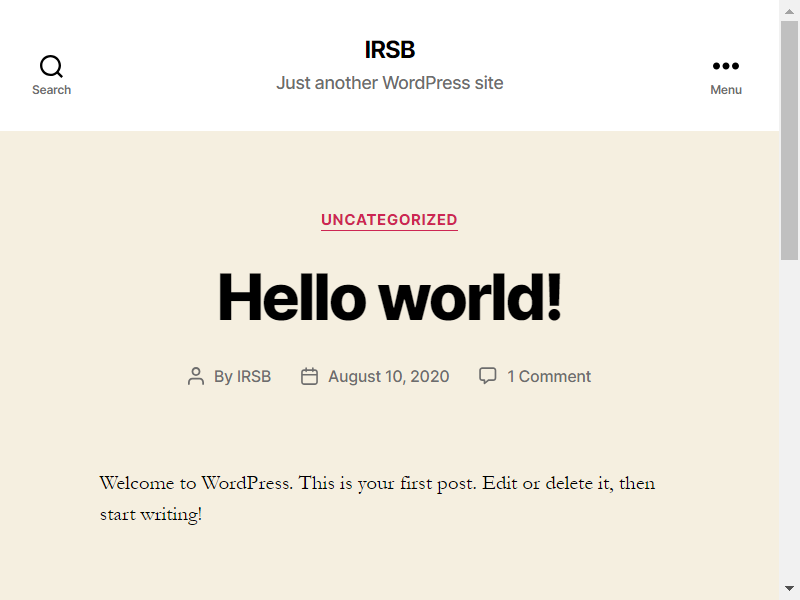 IRSB
Just another WordPress site
Search
Menu
UNCATEGORIZED
Hello world!
By IRSB August 10, 2020 1 Comment
Welcome to WordPress. This is your first post. Edit or delete it, then
start writing!